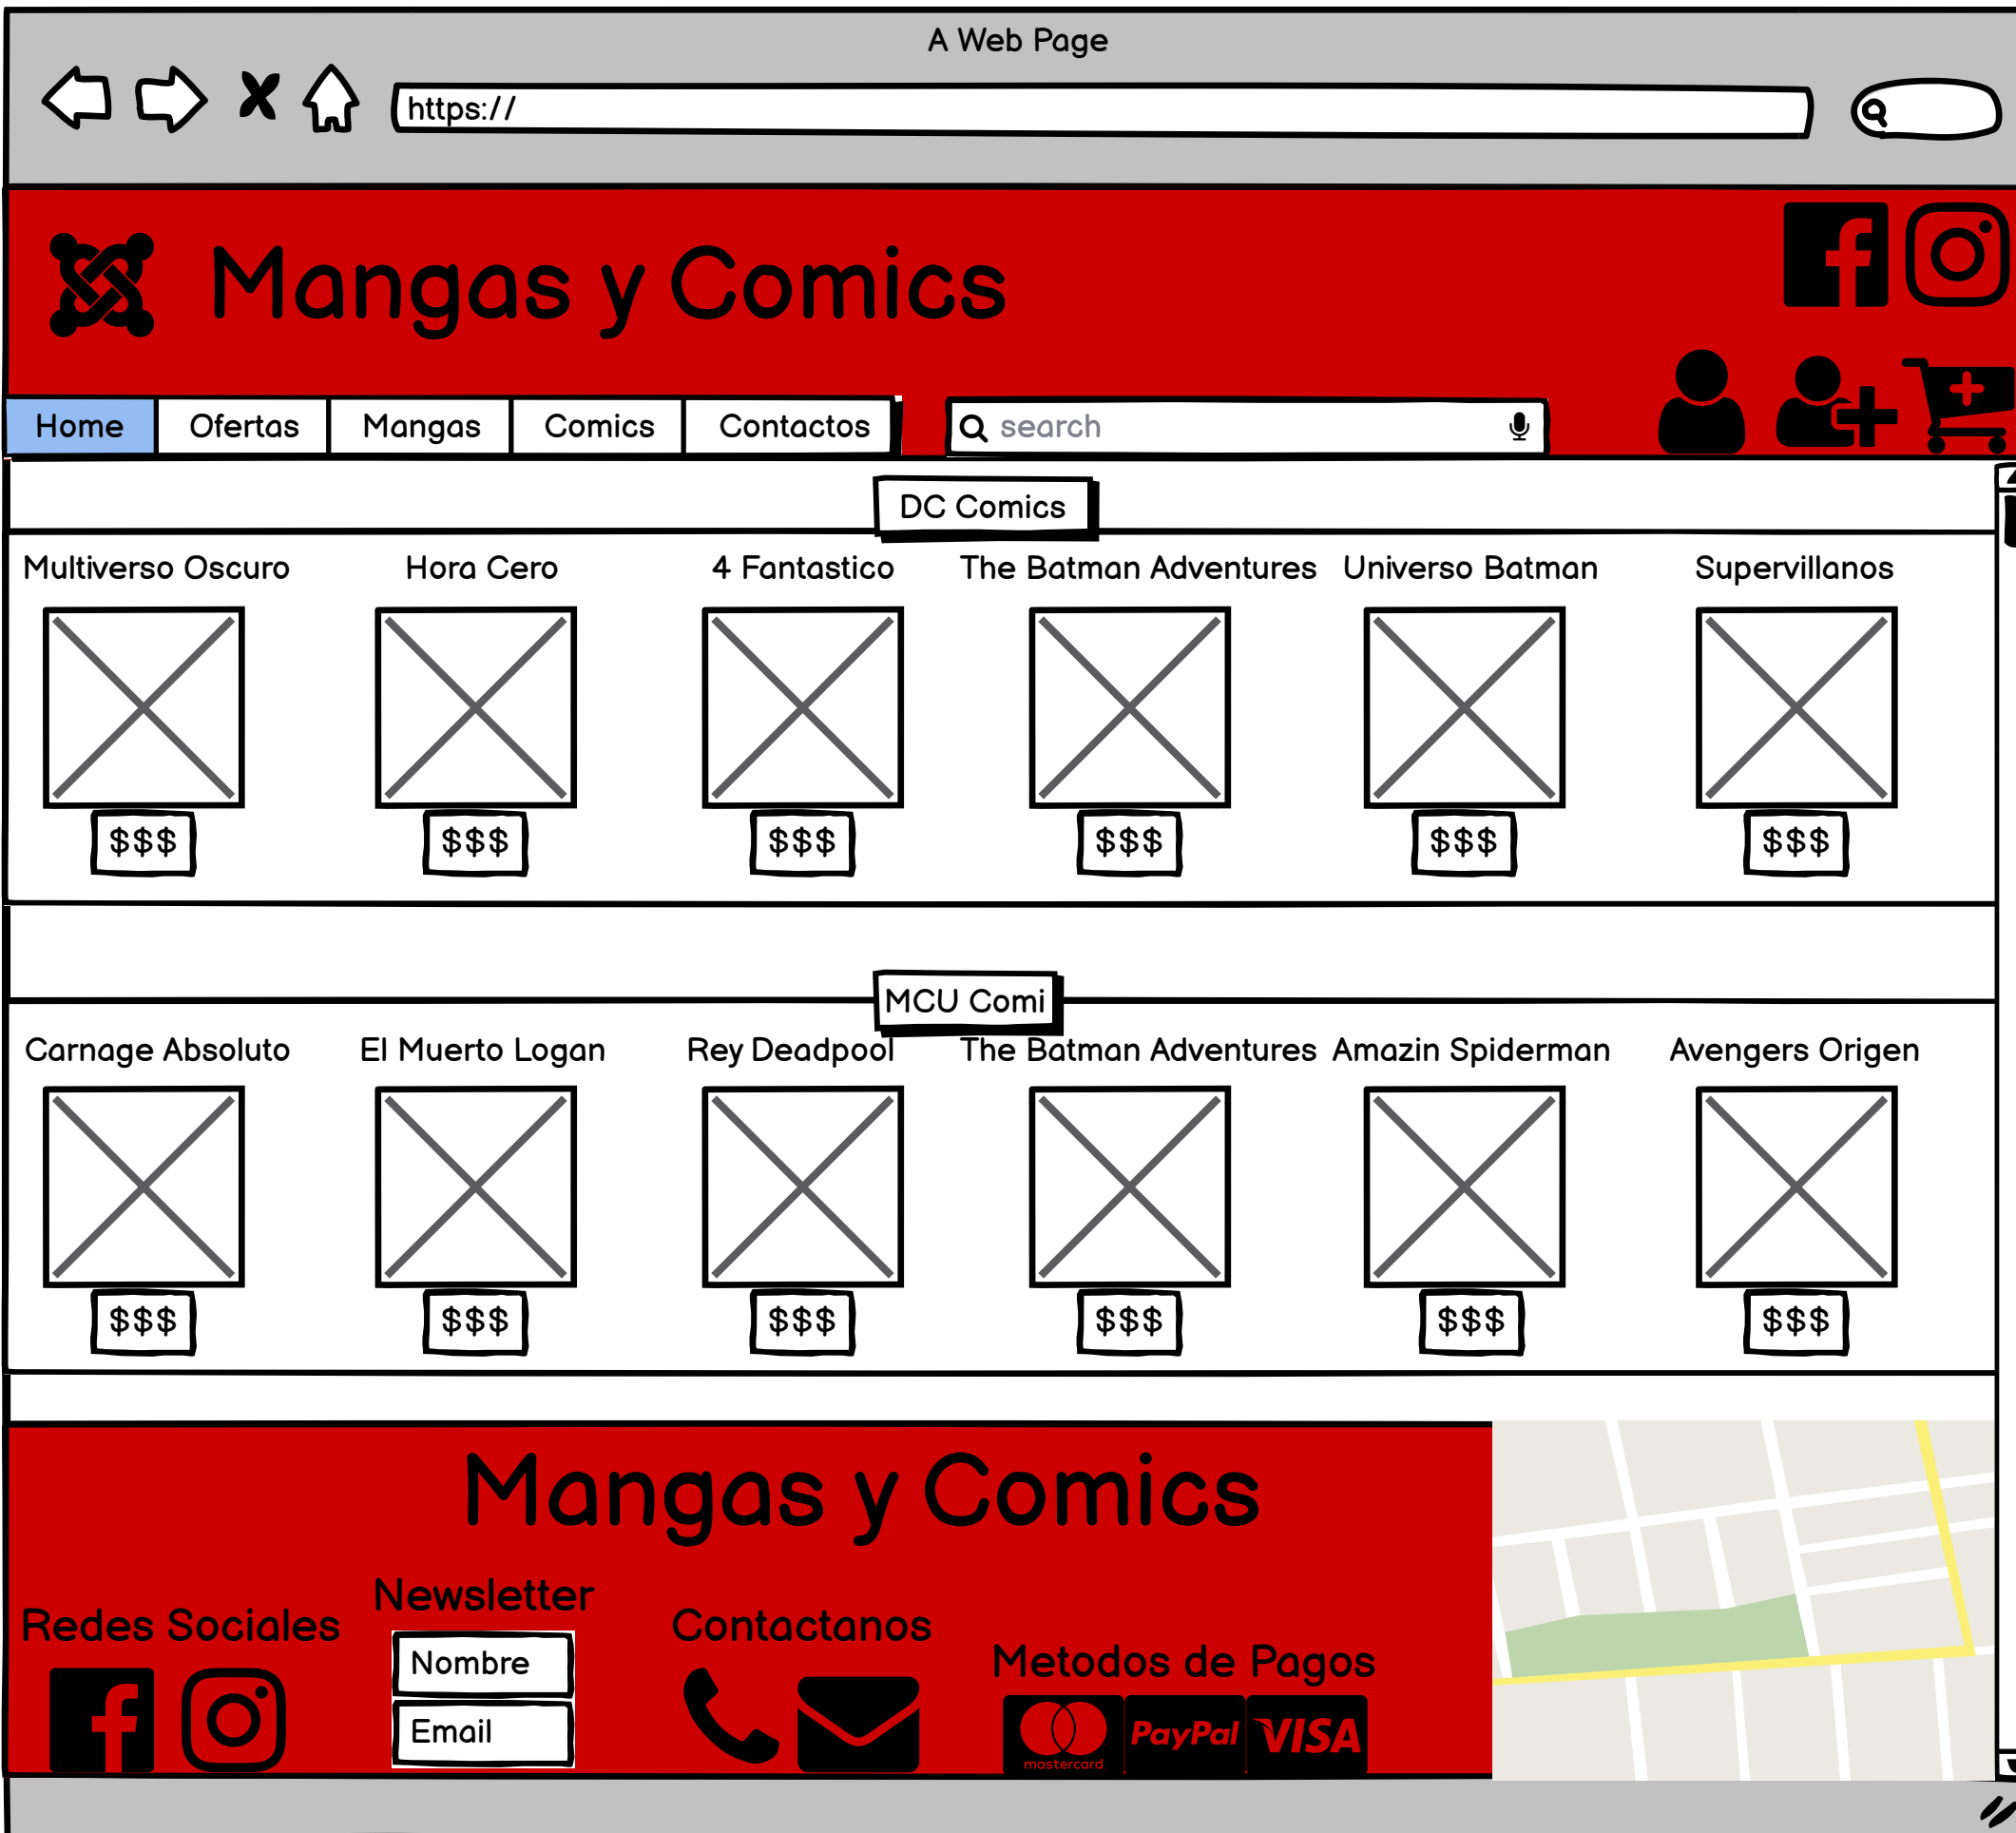 A Web Page
https://
Mangas y Comics
Home Ofertas Mangas Comics Contactos search
DC Comics
Multiverso Oscuro Hora Cero 4 Fantastico The Batman Adventures Universo Batman Supervillanos
$$$ $$$ $$$ $$$ $$$ $$$
MCU Comi
Carnage Absoluto El Muerto Logan Rey Deadpool The Batman Adventures Amazin Spiderman Avengers Origen
$$$ $$$ $$$ $$$ $$$ $$$
Mangas y Comics
Redes Sociales
Newsletter
Nombre
Email
Contactanos
Metodos de Pagos
mastercard PayPal VISA